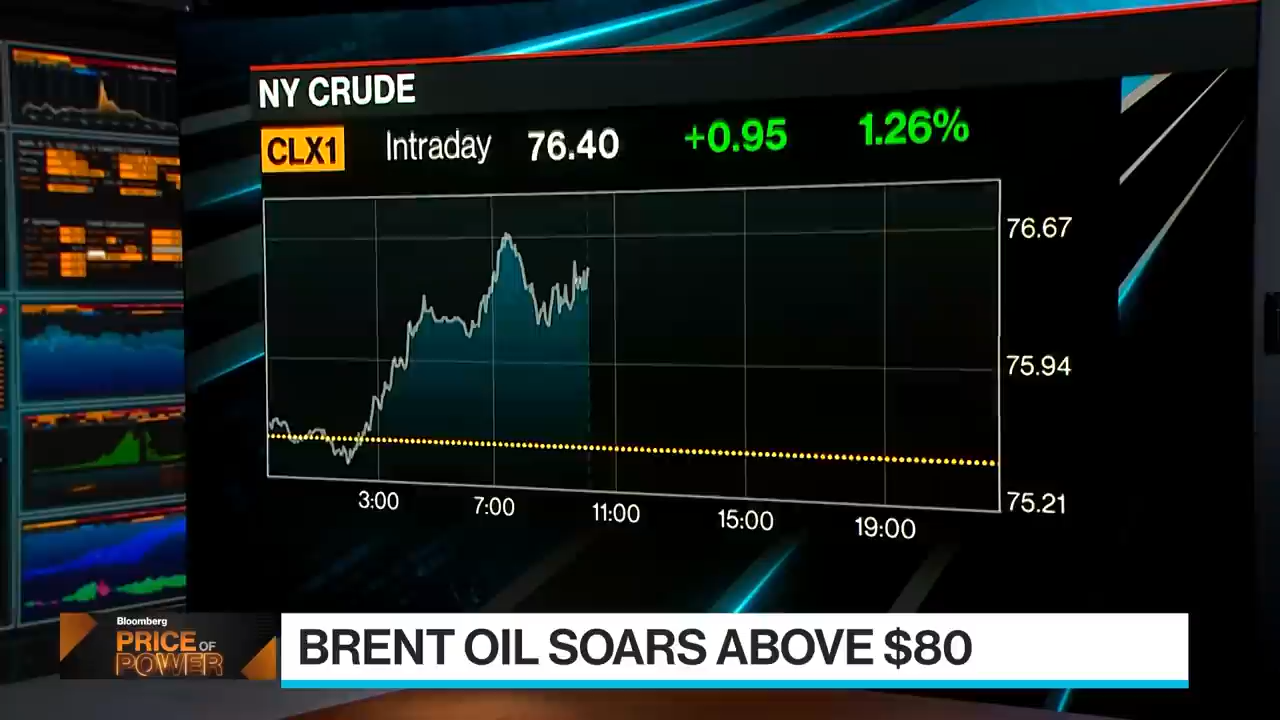 NY CRUDE
CLX1 Intraday 76.40 +0.95 1.26%
76.67
75.94
75.21
3:00 7:00 11:00 15:00 19:00
Bloomberg
PRICE OF
POWER
BRENT OIL SOARS ABOVE $80